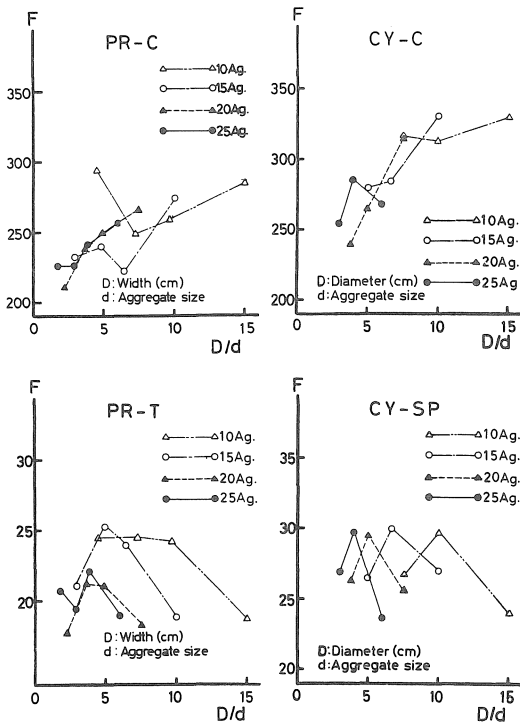 F
PR-C
10Ag.
15Ag.
20Ag.
25Ag.
350
300
250
200
D: Width (cm)
d: Aggregate size
0 5 10 15
D/d
F
CY-C
350
300
250
200
10Ag.
15Ag.
20Ag.
25Ag
D: Diameter (cm)
d: Aggregate size
0 5 10 15
D/d
F
PR-T
10Ag.
15Ag.
20Ag.
25Ag.
30
25
20
D: Width (cm)
d: Aggregate size
0 5 10 15
D/d
F
CY-SP
10Ag.
15Ag.
20Ag.
25Ag.
35
30
25
20
D: Diameter (cm)
d: Aggregate size
0 5 10 15
D/d